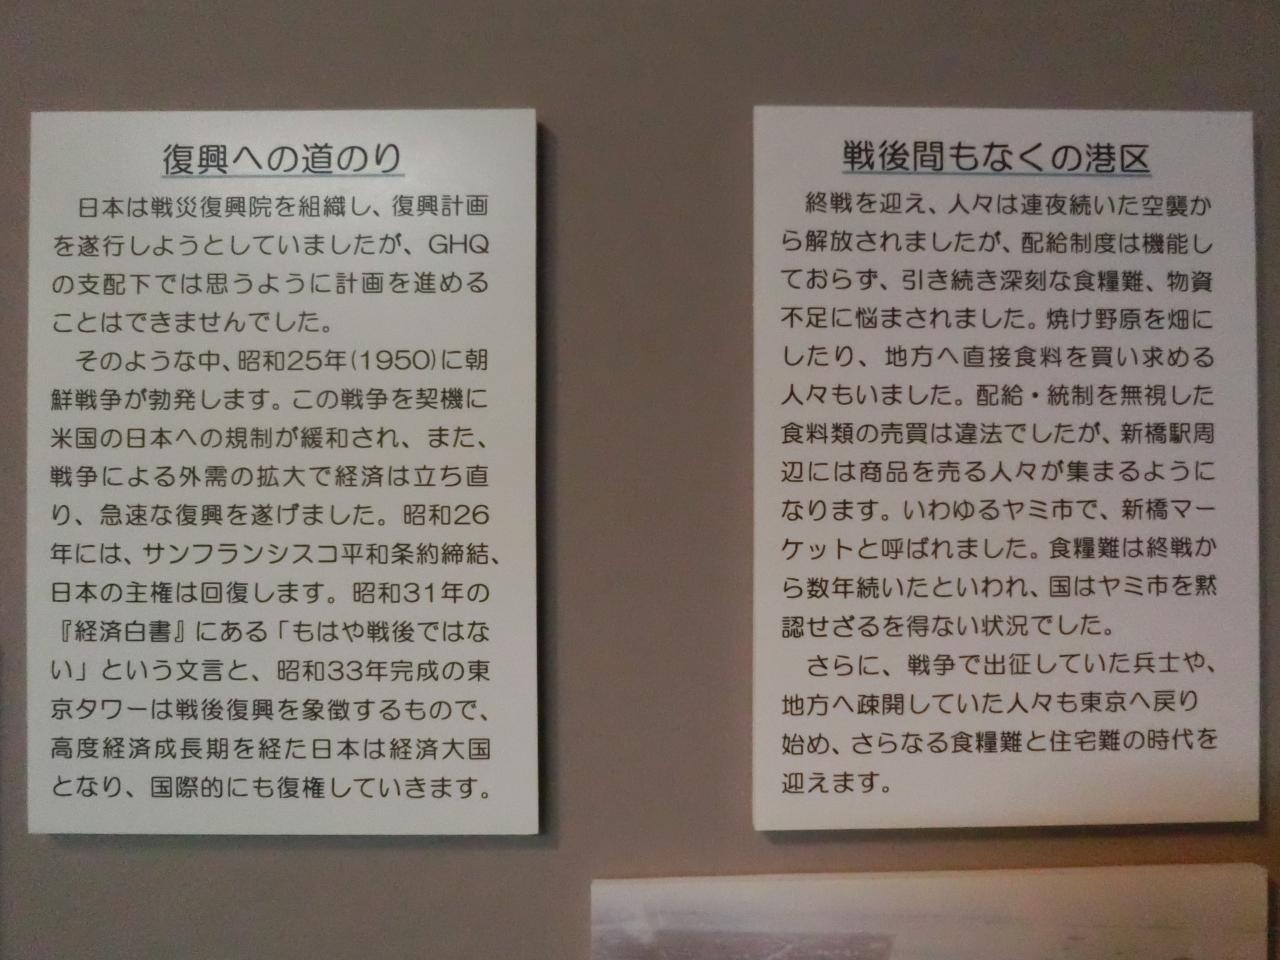 復興への道のり
日本は戦災復興院を組織し、復興計画
を遂行しようとしていましたが、GHQ
の支配下では思うように計画を進める
ことはできませんでした。
そのような中、昭和25年(1950)に朝
鮮戦争が勃発します。この戦争を契機に
米国の日本への規制が緩和され、また、
戦争による外需の拡大で経済は立ち直
り、急速な復興を遂げました。昭和26
年には、サンフランシスコ平和条約締結、
日本の主権は回復します。昭和31年の
『経済白書』にある「もはや戦後ではな
い」という文言と、昭和33年完成の東
京タワーは戦後復興を象徴するもので、
高度経済成長期を経た日本は経済大国
となり、国際的にも復権していきます。
戦後間もなくの港区
終戦を迎え、人々は連夜続いた空襲か
ら解放されましたが、配給制度は機能し
ておらず、引き続き深刻な食糧難、物資
不足に悩まされました。焼け野原を畑に
したり、地方へ直接食料を買い求める
人々もいました。配給・統制を無視した
食料類の売買は違法でしたが、新橋駅周
辺には商品を売る人々が集まるように
なります。いわゆるヤミ市で、新橋マー
ケットと呼ばれました。食糧難は終戦か
ら数年続いたといわれ、国はヤミ市を黙
認せざるを得ない状況でした。
さらに、戦争で出征していた兵士や、
地方へ疎開していた人々も東京へ戻り
始め、さらなる食糧難と住宅難の時代を
迎えます。